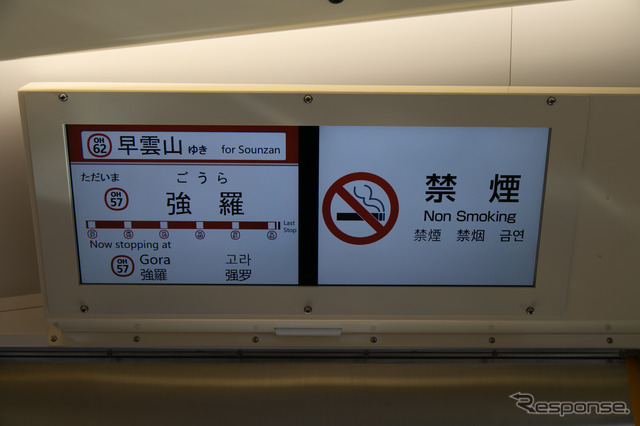 OH
62
早雲山 ゆき for Sounzan
ただいま
ごうら
OH
57
強羅
Last
Stop
Now stopping at
OH
57
Gora 고라
強羅 强罗
禁煙
Non Smoking
禁煙 禁烟 금연
Response.